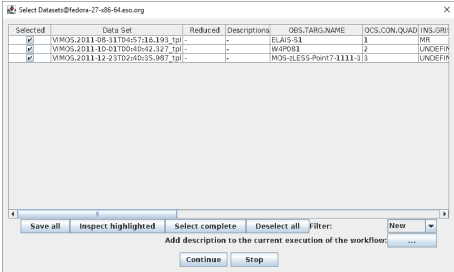 Select Datasets@fedora-27-x86-64.eso.org
Selected Data Set Reduced Descriptions OBS.TARG.NAME OCS.CON.QUAD INS.GRIS
VIMOS.2011-08-31T04:57:16.193_tpl - - ELAIS-S1 1 MR
VIMOS.2011-10-01T00:40:42.327_tpl - - W4P081 2 UNDEFIN
VIMOS.2011-12-23T02:40:35.987_tpl - - MOS-zLESS-Point7-1111-3 3 UNDEFIN
Save all Inspect highlighted Select complete Deselect all Filter: New
Add description to the current execution of the workflow: ...
Continue Stop